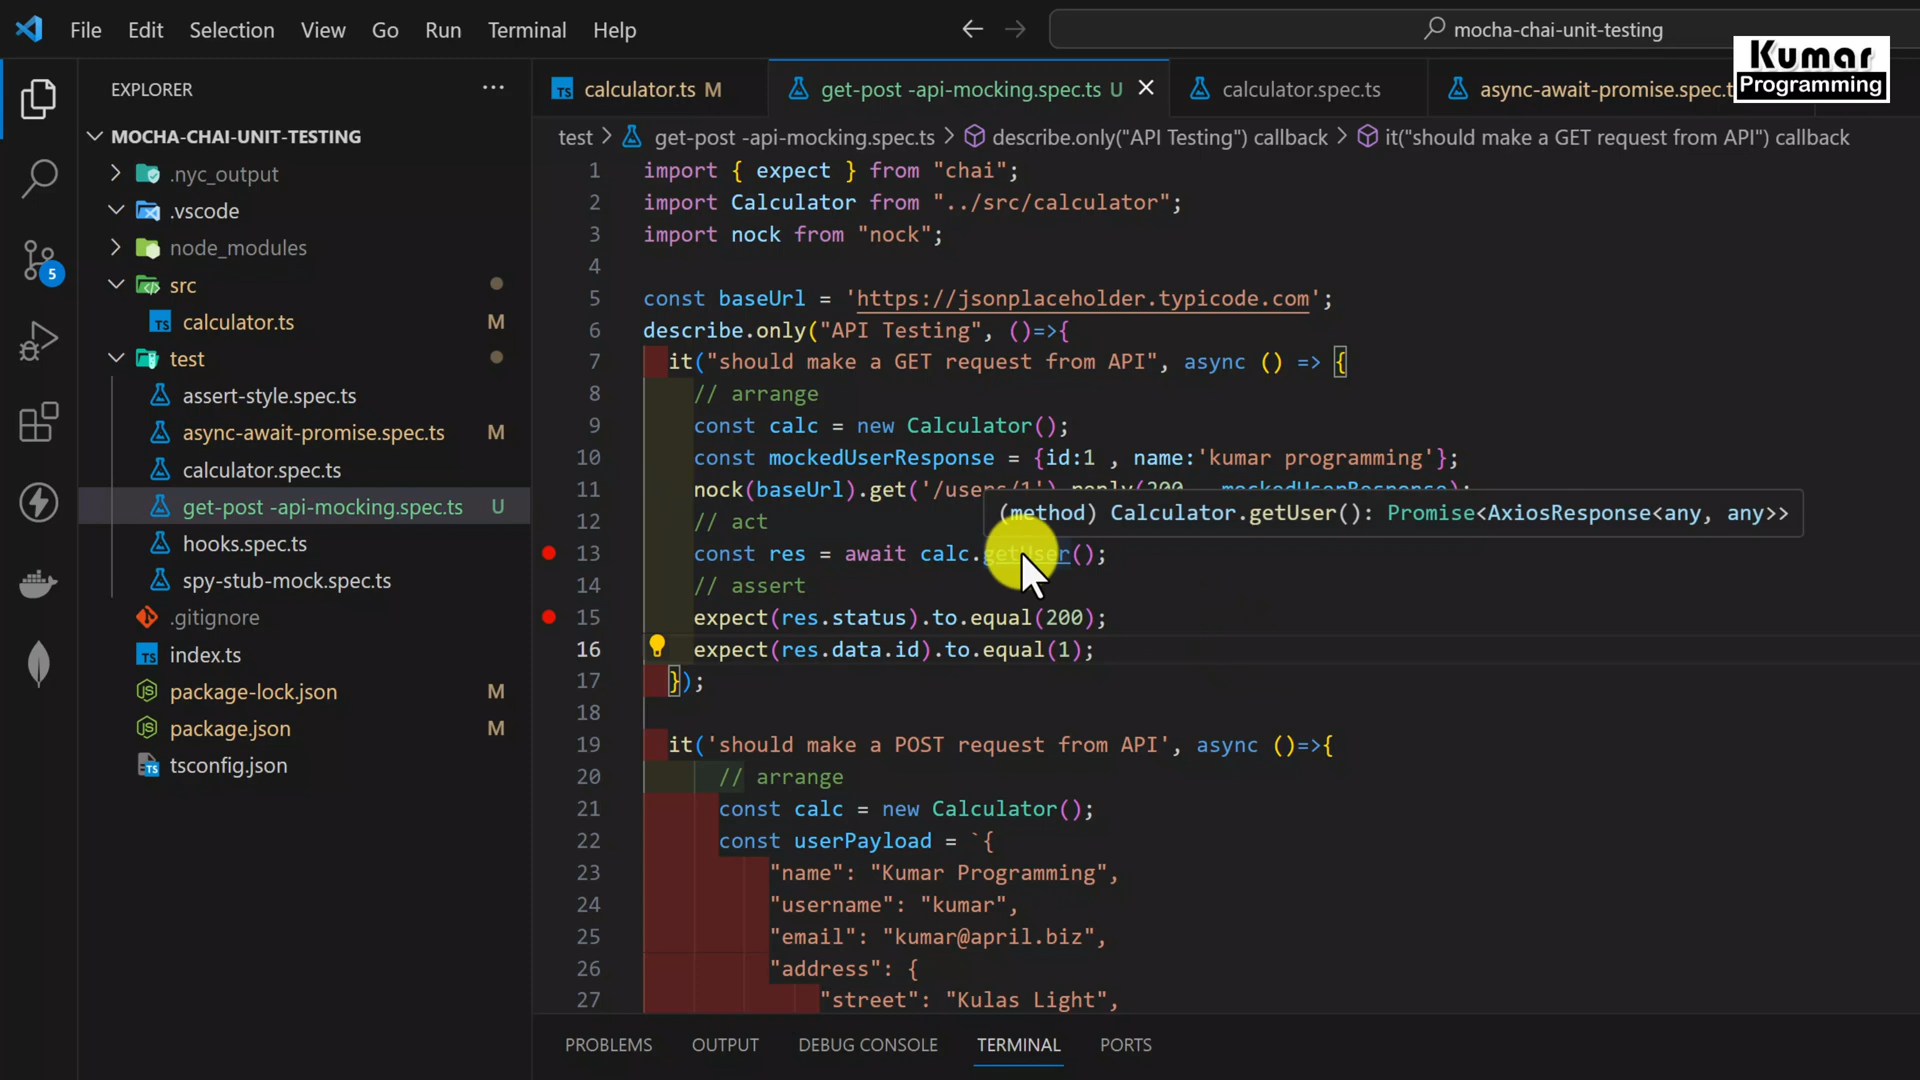 File Edit Selection View Go Run Terminal Help
mocha-chai-unit-testing
Kumar
Programming
EXPLORER
MOCHA-CHAI-UNIT-TESTING
.nyc_output
.vscode
node_modules
src
calculator.ts M
test
assert-style.spec.ts
async-await-promise.spec.ts M
calculator.spec.ts
get-post -api-mocking.spec.ts U
hooks.spec.ts
spy-stub-mock.spec.ts
.gitignore
index.ts
package-lock.json M
package.json M
tsconfig.json
5
calculator.ts M get-post -api-mocking.spec.ts U calculator.spec.ts async-await-promise.spec.t
test > get-post -api-mocking.spec.ts > describe.only("API Testing") callback > it("should make a GET request from API") callback
1 import { expect } from "chai";
2 import Calculator from "../src/calculator";
3 import nock from "nock";
4
5 const baseUrl = 'https://jsonplaceholder.typicode.com';
6 describe.only("API Testing", ()=>{
7 it("should make a GET request from API", async () => {
8 // arrange
9 const calc = new Calculator();
10 const mockedUserResponse = {id:1 , name:'kumar programming'};
11 nock(baseUrl).get('/users/1').reply(200, mockedUserResponse);
(method) Calculator.getUser(): Promise<AxiosResponse<any, any>>
12 // act
13 const res = await calc.getUser();
14 // assert
15 expect(res.status).to.equal(200);
16 expect(res.data.id).to.equal(1);
17 });
18
19 it('should make a POST request from API', async ()=>{
20 // arrange
21 const calc = new Calculator();
22 const userPayload = `{
23 "name": "Kumar Programming",
24 "username": "kumar",
25 "email": "kumar@april.biz",
26 "address": {
27 "street": "Kulas Light",
PROBLEMS OUTPUT DEBUG CONSOLE TERMINAL PORTS